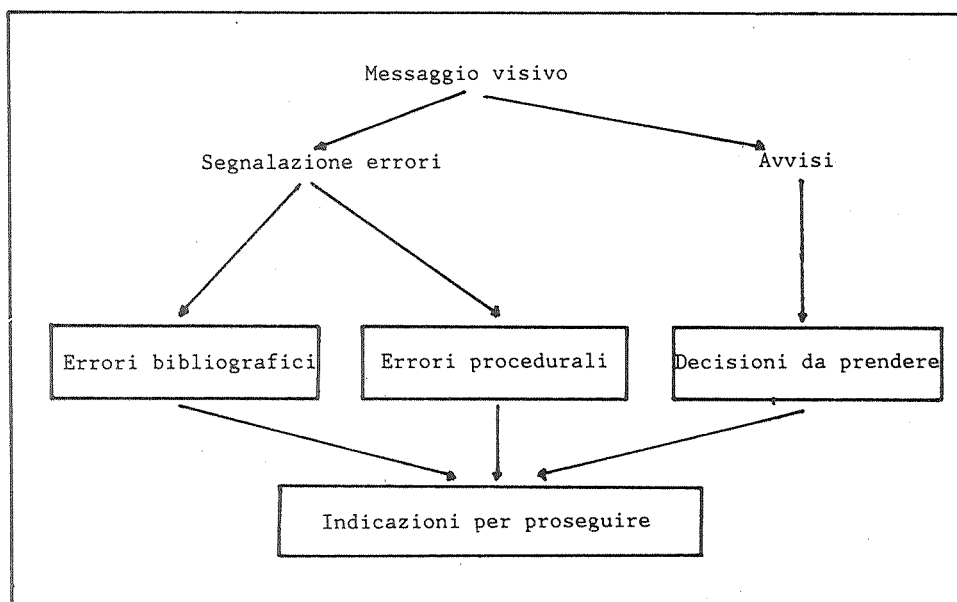 Messaggio visivo
Segnalazione errori
Avvisi
Errori bibliografici
Errori procedurali
Decisioni da prendere
Indicazioni per proseguire